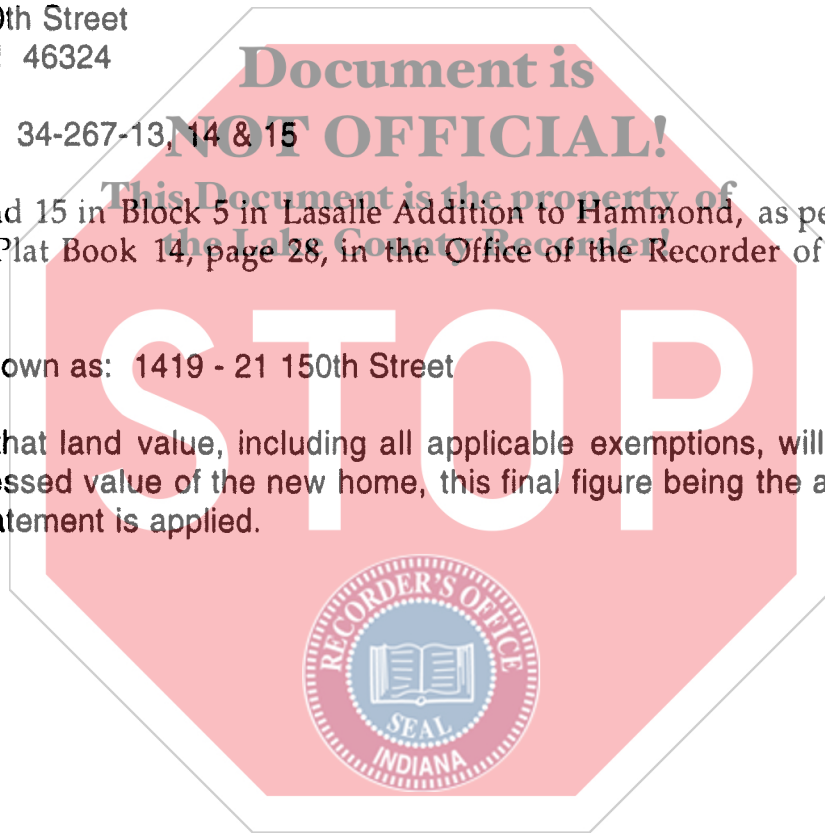 0th Street
46324
Document is
34-267-13, 14 & 15
NOT OFFICIAL!
This Document is the property of
d 15 in Block 5 in Lasalle Addition to Hammond, as pe
the Lake County Recorder!
Plat Book 14, page 28, in the Office of the Recorder of
STOP
own as: 1419 - 21 150th Street
that land value, including all applicable exemptions, will
essed value of the new home, this final figure being the a
atement is applied.
RECORDER'S OFFICE
SEAL
INDIANA